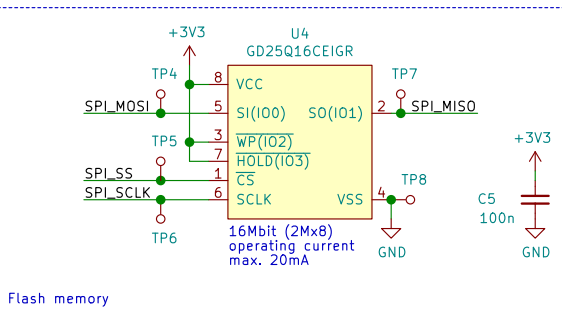 +3V3
U4
GD25Q16CEIGR
TP4
TP7
8
VCC
SPI_MOSI
5
SI(IO0)
SO(IO1)
2
SPI_MISO
TP5
3
WP(IO2)
+3V3
7
HOLD(IO3)
SPI_SS
1
CS
TP8
SPI_SCLK
6
SCLK
VSS
4
C5
100n
TP6
16Mbit (2Mx8)
operating current
max. 20mA
GND
GND
Flash memory